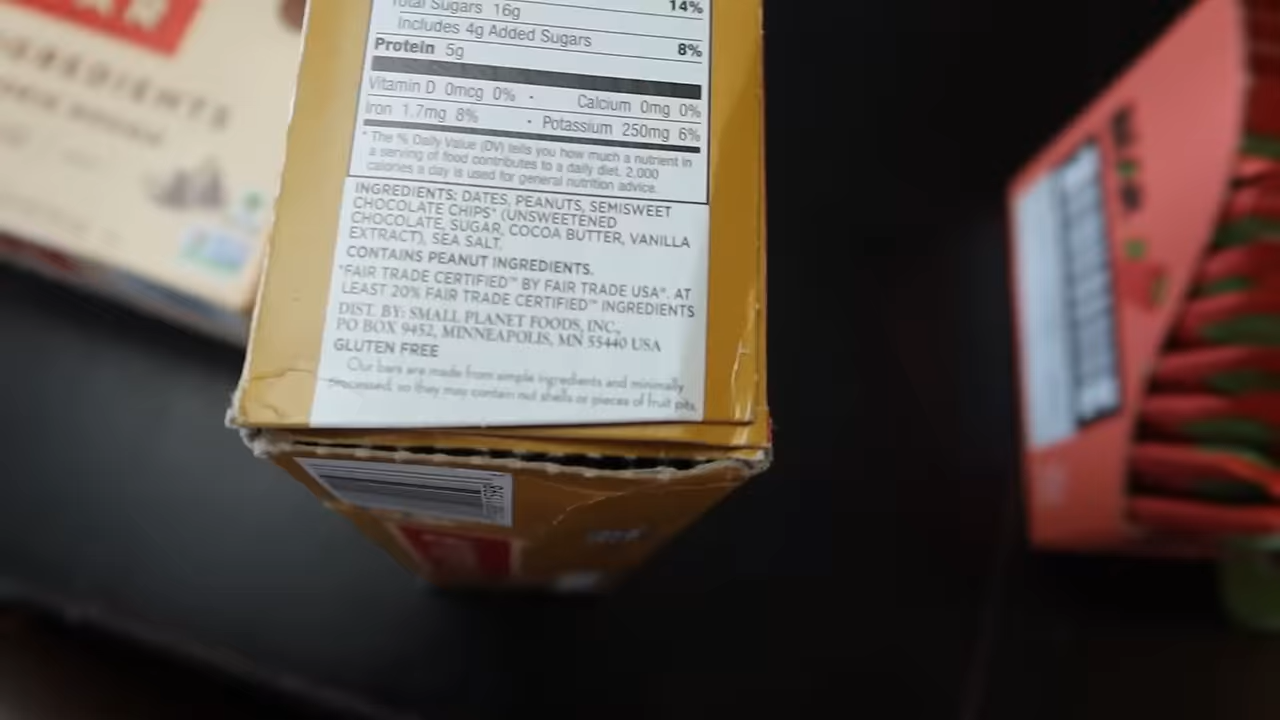 Total Sugars 16g 14%
Includes 4g Added Sugars 8%
Protein 5g
Vitamin D 0mcg 0% • Calcium 0mg 0%
Iron 1.7mg 8% • Potassium 250mg 6%
* The % Daily Value (DV) tells you how much a nutrient in
a serving of food contributes to a daily diet. 2,000
calories a day is used for general nutrition advice.
INGREDIENTS: DATES, PEANUTS, SEMISWEET
CHOCOLATE CHIPS* (UNSWEETENED
CHOCOLATE, SUGAR, COCOA BUTTER, VANILLA
EXTRACT), SEA SALT.
CONTAINS PEANUT INGREDIENTS.
*FAIR TRADE CERTIFIED™ BY FAIR TRADE USA®. AT
LEAST 20% FAIR TRADE CERTIFIED™ INGREDIENTS
DIST. BY: SMALL PLANET FOODS, INC.,
PO BOX 9452, MINNEAPOLIS, MN 55440 USA
GLUTEN FREE
Our bars are made from simple ingredients and minimally
processed, so they may contain nut shells or pieces of fruit pits.